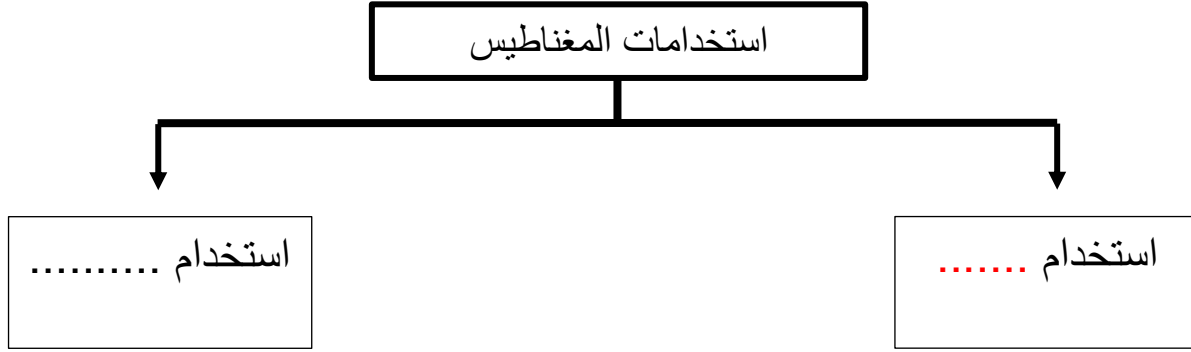 استخدامات المغناطيس
استخدام .......
استخدام ..........